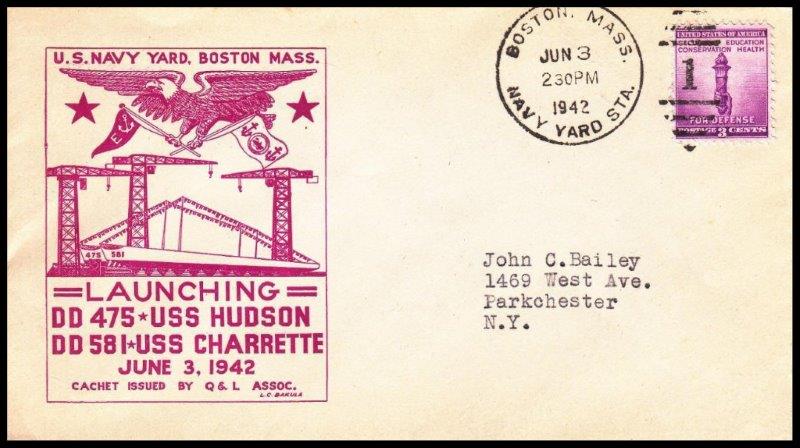 U.S. NAVY YARD, BOSTON MASS.
E
475 581
LAUNCHING
DD 475 ★ USS HUDSON
DD 581 ★ USS CHARRETTE
JUNE 3, 1942
CACHET ISSUED BY Q & L ASSOC.
L.C. BAKULA
BOSTON, MASS.
JUN 3
230PM
1942
NAVY YARD STA.
1
UNITED STATES OF AMERICA
EDUCATION
CONSERVATION HEALTH
FOR DEFENSE
POSTAGE 3 CENTS
John C. Bailey
1469 West Ave.
Parkchester
N.Y.